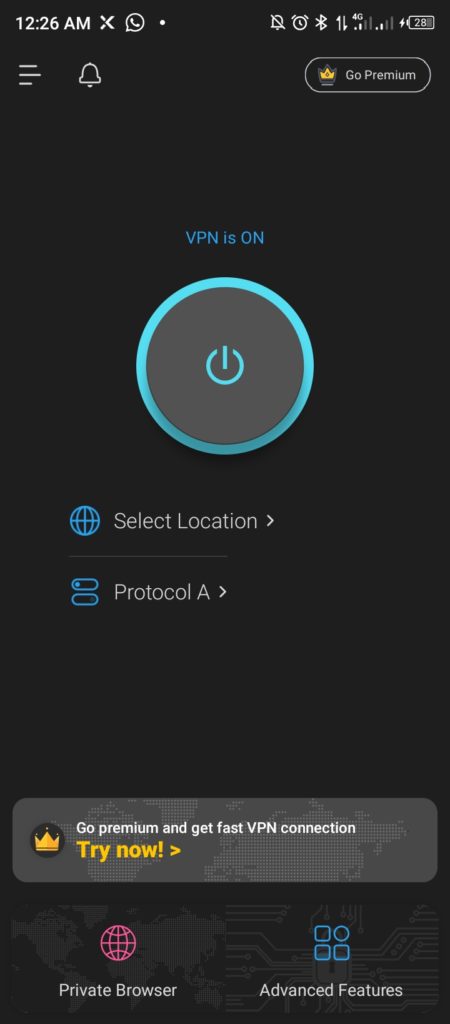 12:26 AM
4G
28
Go Premium
VPN is ON
Select Location
Protocol A
Go premium and get fast VPN connection
Try now! >
Private Browser
Advanced Features